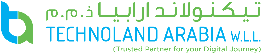 تيكنولاند ارابيا ذ.م.م
TECHNOLAND ARABIA W.L.L.
(Trusted Partner for your Digital Journey)